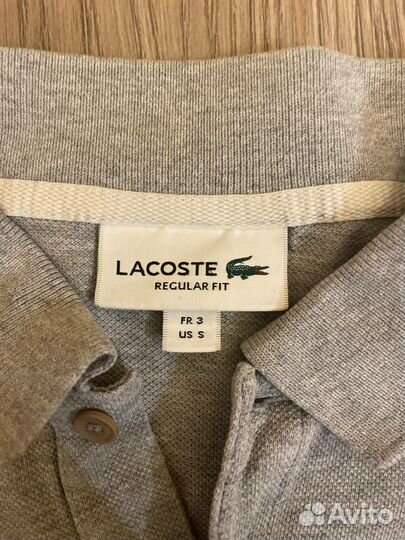 LACOSTE
REGULAR FIT
FR 3
US S
Avito